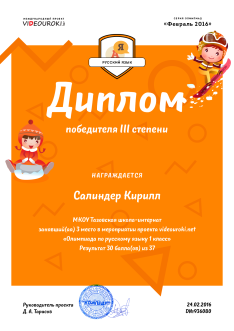 МЕЖДУНАРОДНЫЙ ПРОЕКТ
VIDEOUROKI
СЕРИЯ ОЛИМПИАД
«Февраль 2016»
Я
РУССКИЙ ЯЗЫК
Диплом
победителя III степени
НАГРАЖДАЕТСЯ
Салиндер Кирилл
МКОУ Тазовская школа-интернат
занявший(ая) 3 место в мероприятии проекта videouroki.net
«Олимпиада по русскому языку 1 класс»
Результат 30 балла(ов) из 37
Руководитель проекта
Д. А. Тарасов
24.02.2016